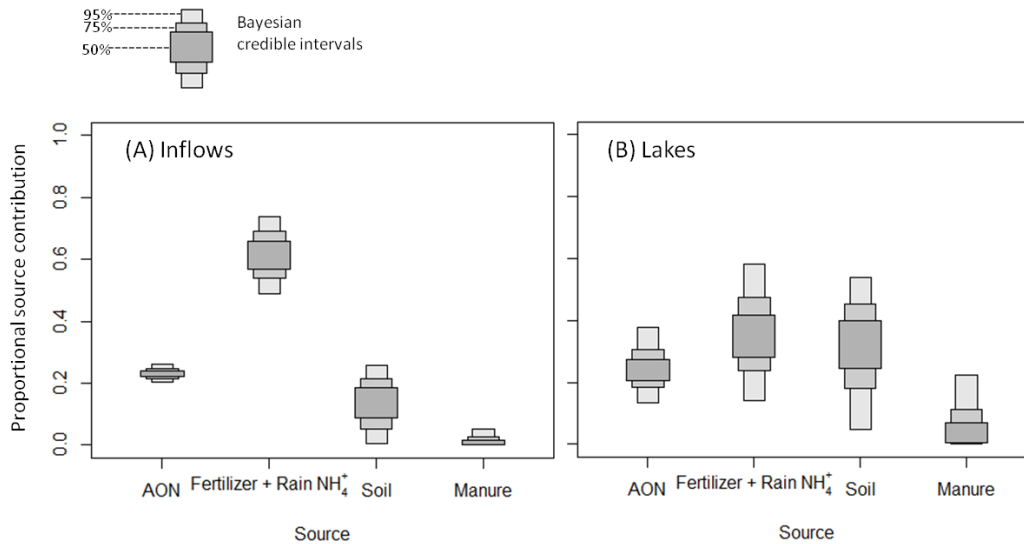 95%
75%
50%
Bayesian
credible intervals
Proportional source contribution
1.0
0.8
0.6
0.4
0.2
0.0
(A) Inflows
AON
Fertilizer + Rain NH₄⁺
Soil
Manure
Source
(B) Lakes
AON
Fertilizer + Rain NH₄⁺
Soil
Manure
Source